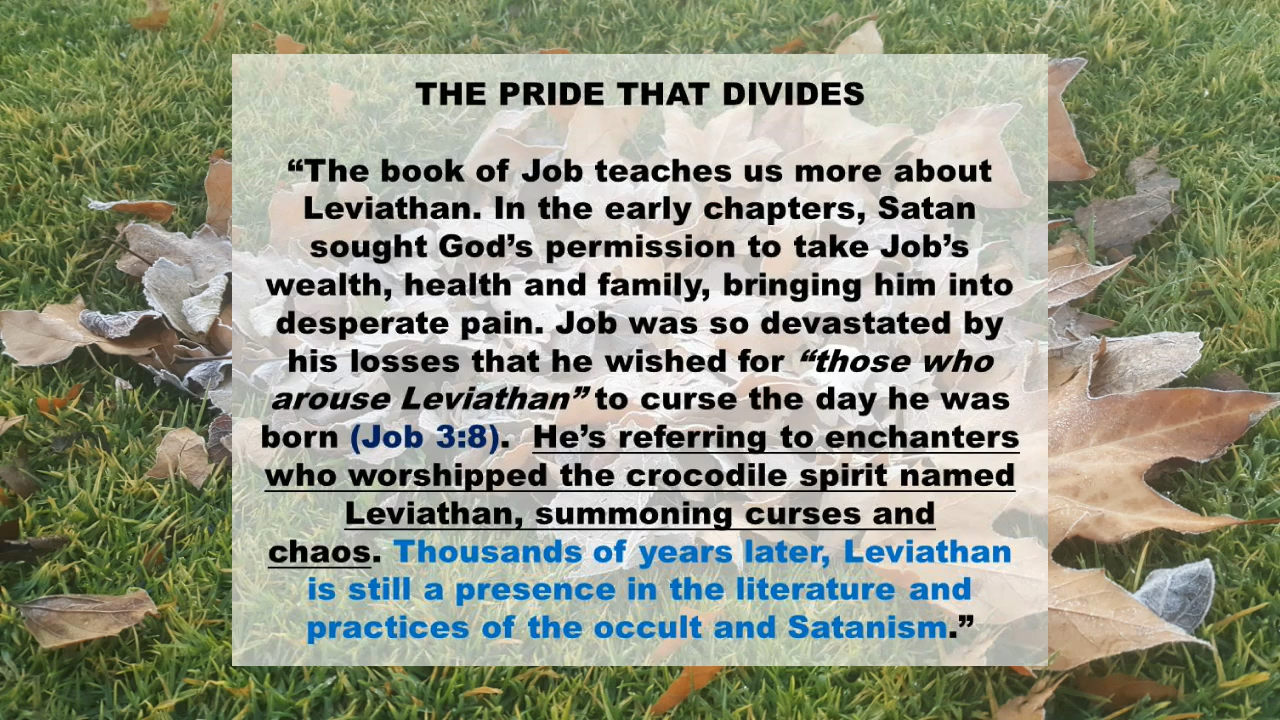 THE PRIDE THAT DIVIDES
“The book of Job teaches us more about
Leviathan. In the early chapters, Satan
sought God’s permission to take Job’s
wealth, health and family, bringing him into
desperate pain. Job was so devastated by
his losses that he wished for “those who
arouse Leviathan” to curse the day he was
born (Job 3:8). He’s referring to enchanters
who worshipped the crocodile spirit named
Leviathan, summoning curses and
chaos. Thousands of years later, Leviathan
is still a presence in the literature and
practices of the occult and Satanism.”